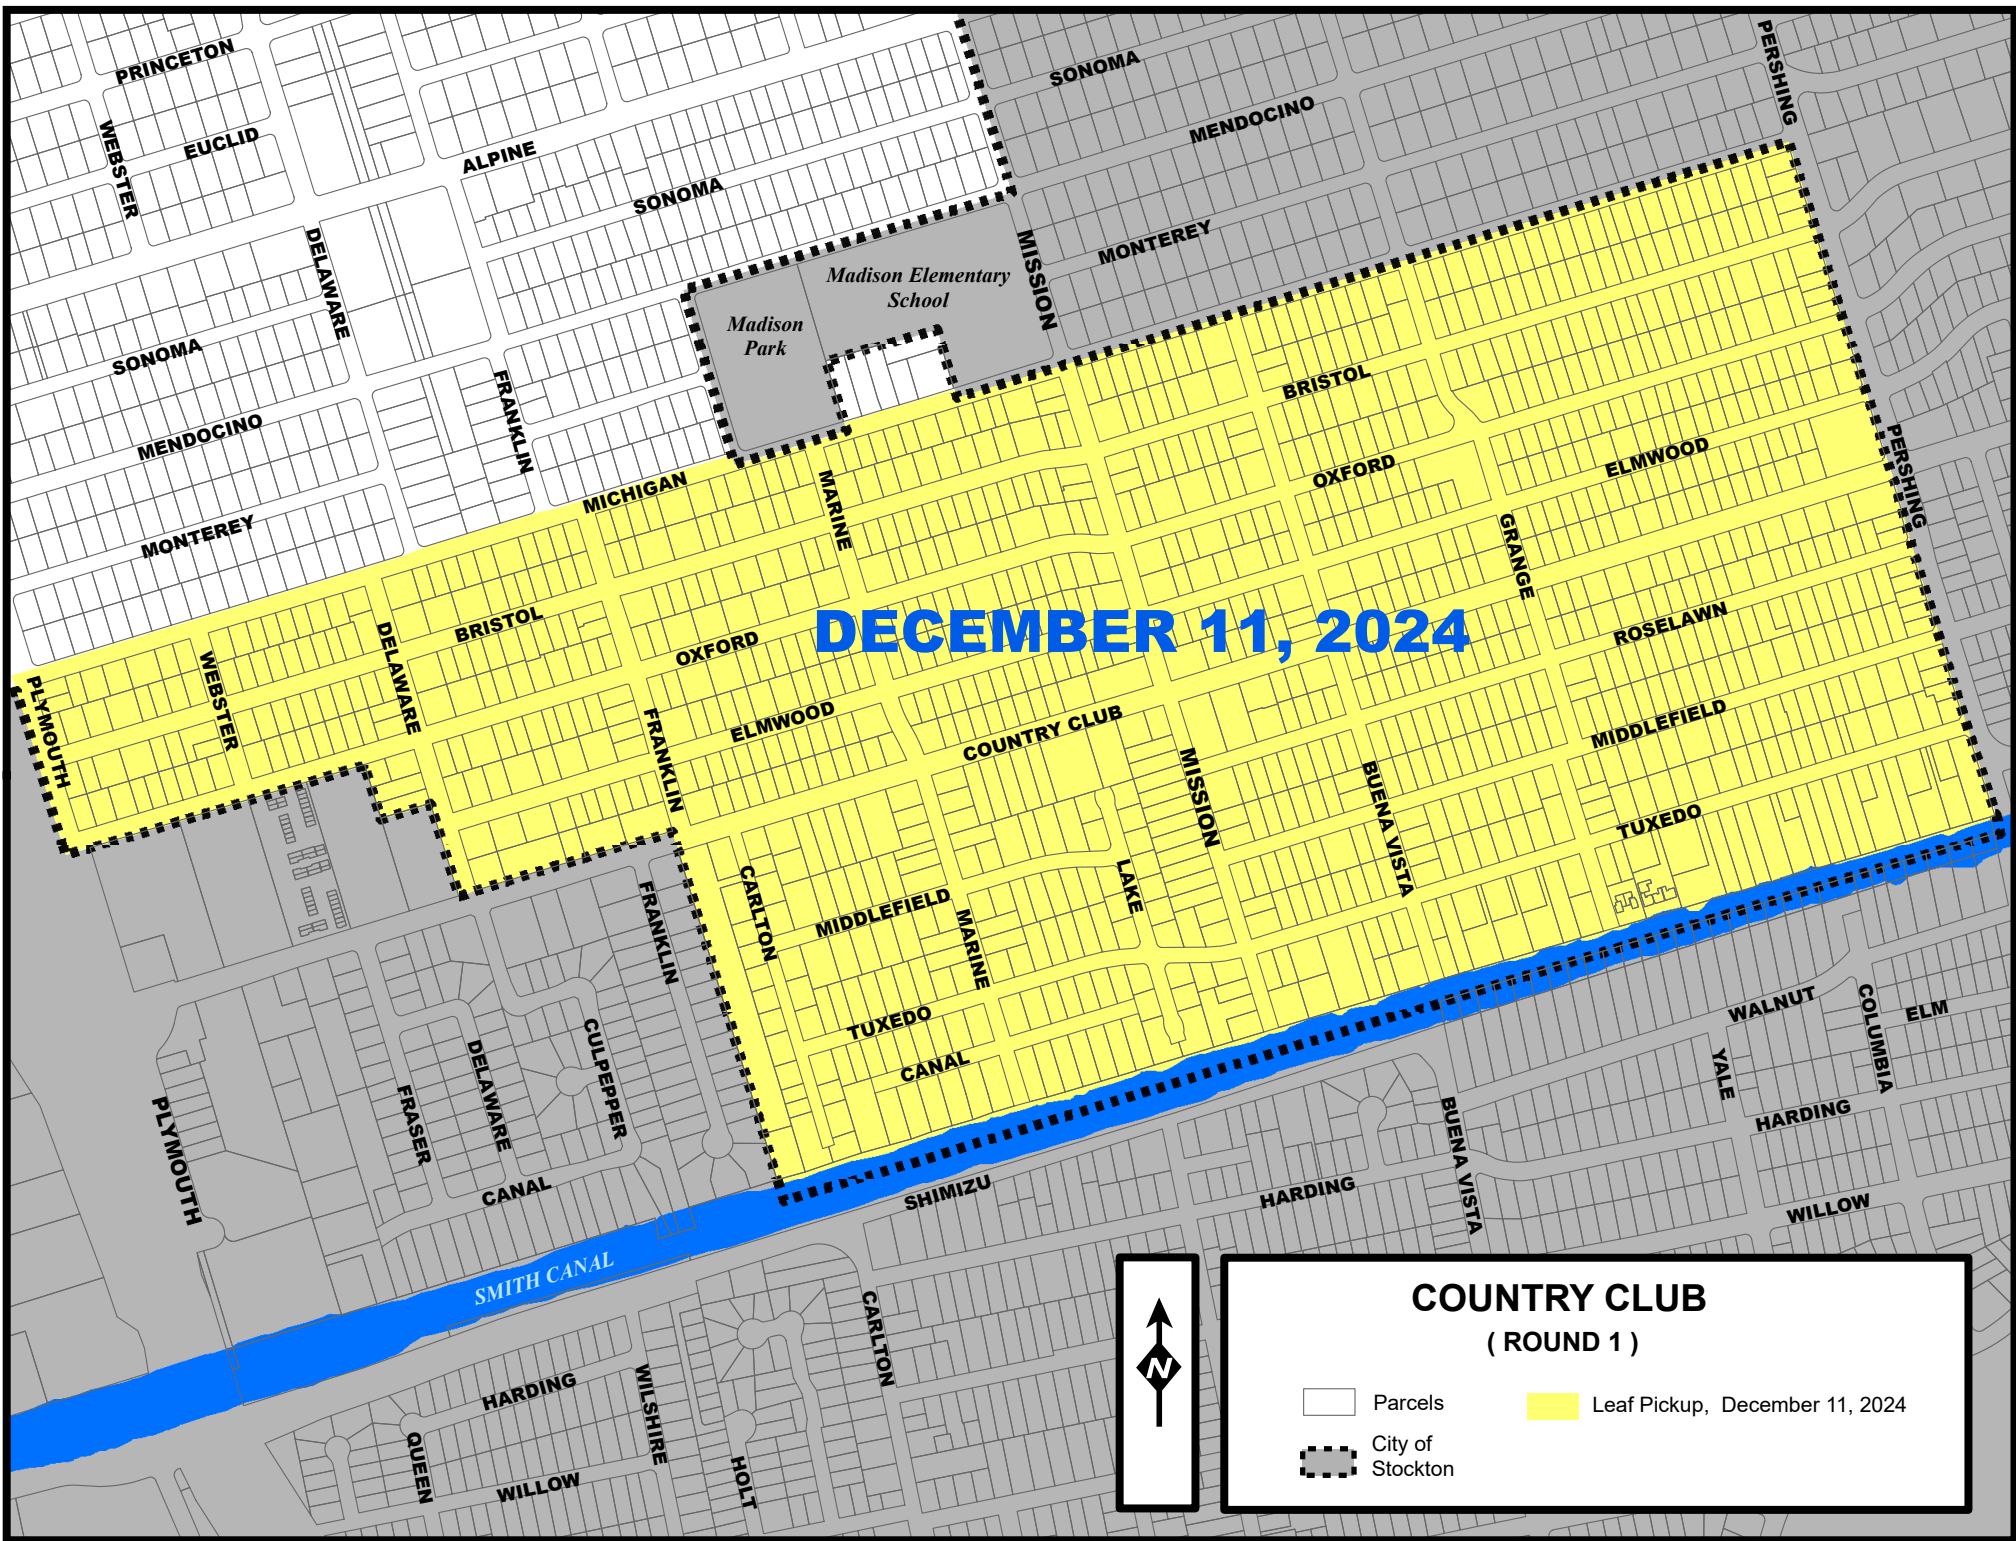 PRINCETON
WEBSTER
EUCLID
ALPINE
SONOMA
SONOMA
MENDOCINO
PERSHING
DELAWARE
MONTEREY
MISSION
Madison Elementary
School
Madison
Park
SONOMA
FRANKLIN
MENDOCINO
BRISTOL
MICHIGAN
MARINE
OXFORD
ELMWOOD
PERSHING
MONTEREY
GRANGE
BRISTOL
DELAWARE
OXFORD
DECEMBER 11, 2024
ROSELAWN
PLYMOUTH
WEBSTER
FRANKLIN
ELMWOOD
COUNTRY CLUB
MISSION
BUENA VISTA
MIDDLEFIELD
TUXEDO
CARLTON
LAKE
FRANKLIN
MIDDLEFIELD
MARINE
TUXEDO
CANAL
WALNUT
COLUMBIA
ELM
YALE
HARDING
CULPEPPER
DELAWARE
FRASER
PLYMOUTH
CANAL
SHIMIZU
HARDING
BUENA VISTA
WILLOW
SMITH CANAL
CARLTON
HARDING
WILSHIRE
QUEEN
WILLOW
HOLT
N
COUNTRY CLUB
( ROUND 1 )
Parcels
Leaf Pickup, December 11, 2024
City of
Stockton